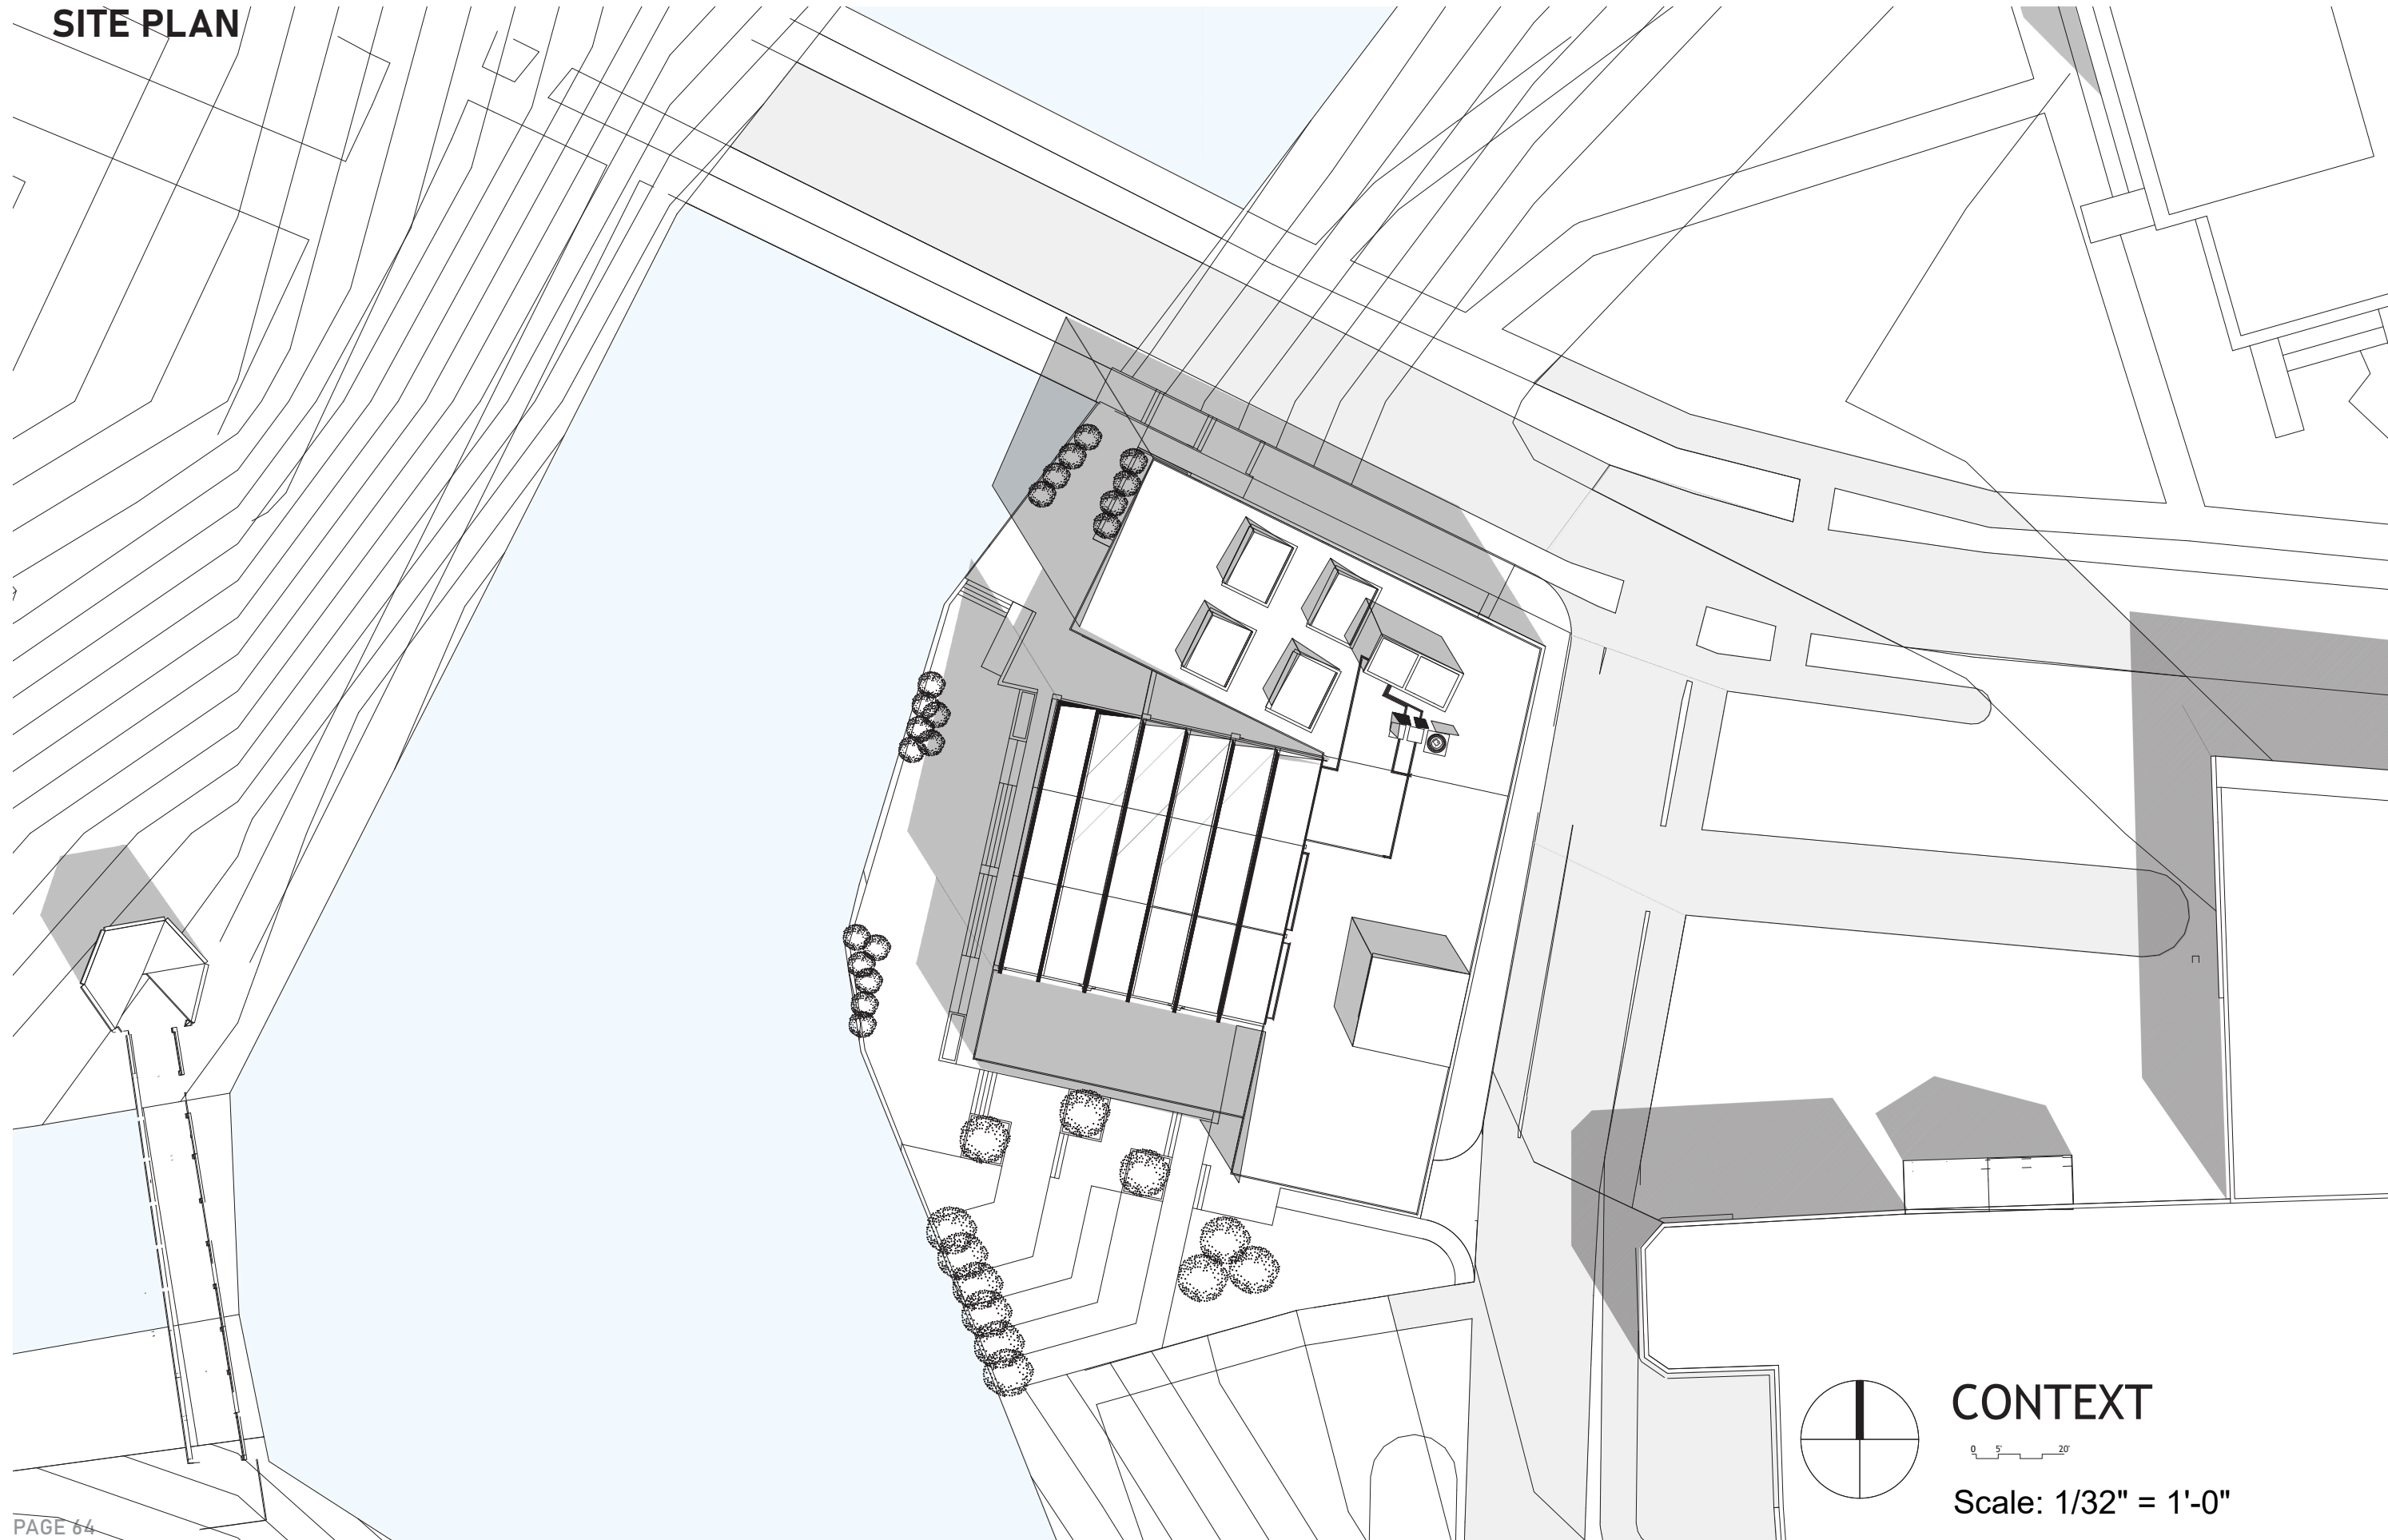 SITE PLAN
CONTEXT
0 5' 20'
Scale: 1/32" = 1'-0"
PAGE 64